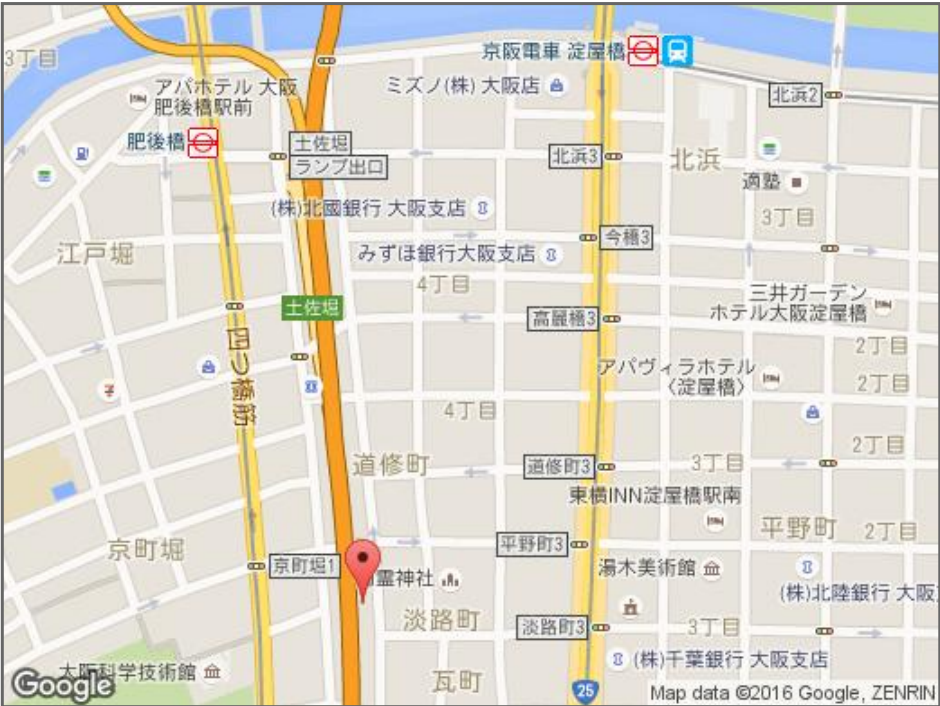 3丁目
京阪電車 淀屋橋
アパホテル 大阪
肥後橋駅前
ミズノ(株) 大阪店
北浜2
肥後橋
土佐堀
ランプ出口
北浜3
北浜
適塾
3丁目
(株)北國銀行 大阪支店
今橋3
江戸堀
みずほ銀行大阪支店
4丁目
三井ガーデン
ホテル大阪淀屋橋
土佐堀
高麗橋3
四つ橋筋
2丁目
アパヴィラホテル
〈淀屋橋〉
2丁目
4丁目
2丁目
道修町
道修町3
3丁目
東横INN淀屋橋駅南
平野町
2丁目
京町堀
平野町3
京町堀1
霊神社
湯木美術館
(株)北陸銀行 大阪
淡路町
淡路町3
3丁目
(株)千葉銀行 大阪支店
大阪科学技術館
瓦町
25
Google
Map data ©2016 Google, ZENRIN